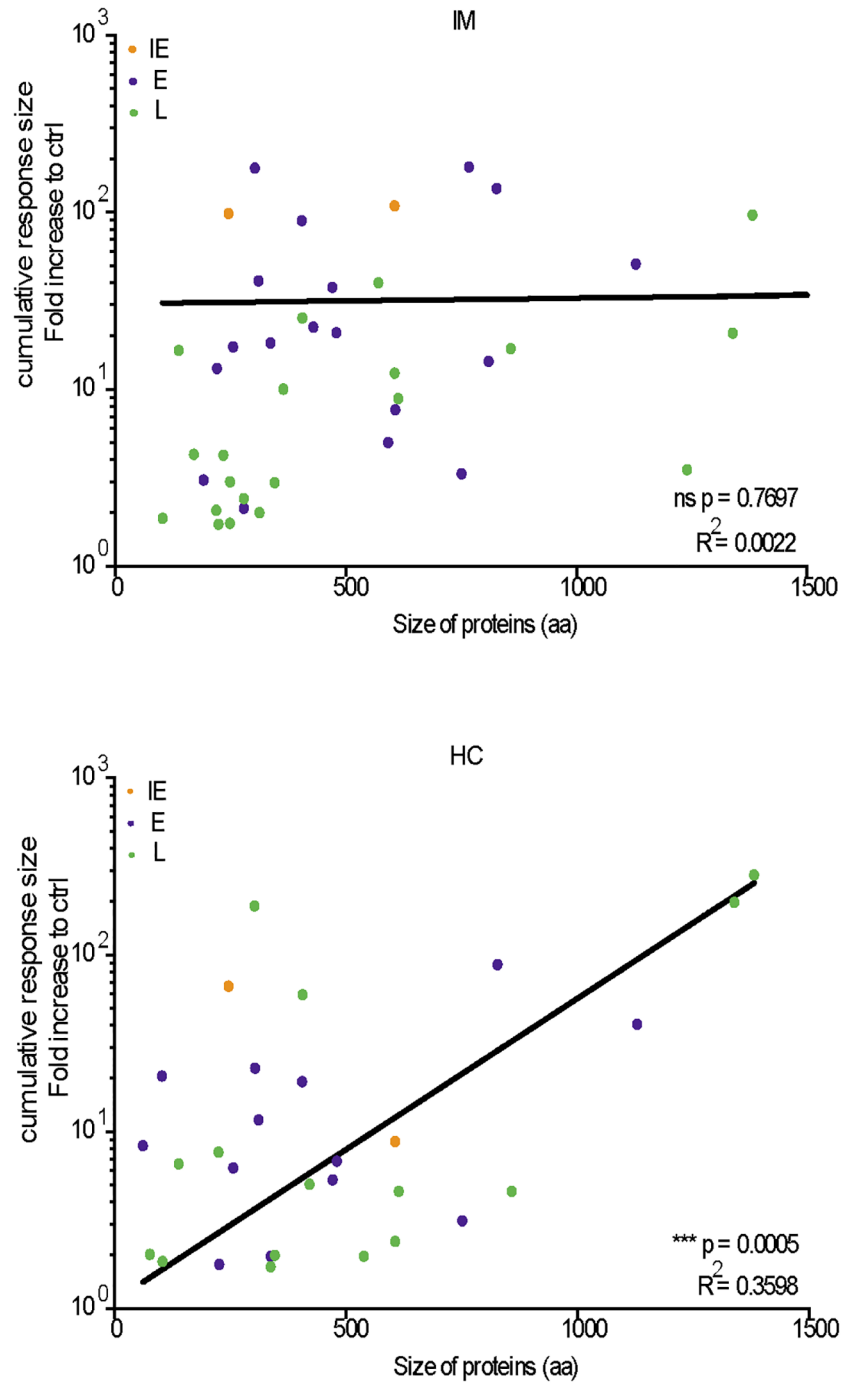 IM
cumulative response size
Fold increase to ctrl
10^3
10^2
10^1
10^0
IE
E
L
ns p = 0.7697
R^2 = 0.0022
0 500 1000 1500
Size of proteins (aa)
HC
cumulative response size
Fold increase to ctrl
10^3
10^2
10^1
10^0
IE
E
L
*** p = 0.0005
R^2 = 0.3598
0 500 1000 1500
Size of proteins (aa)